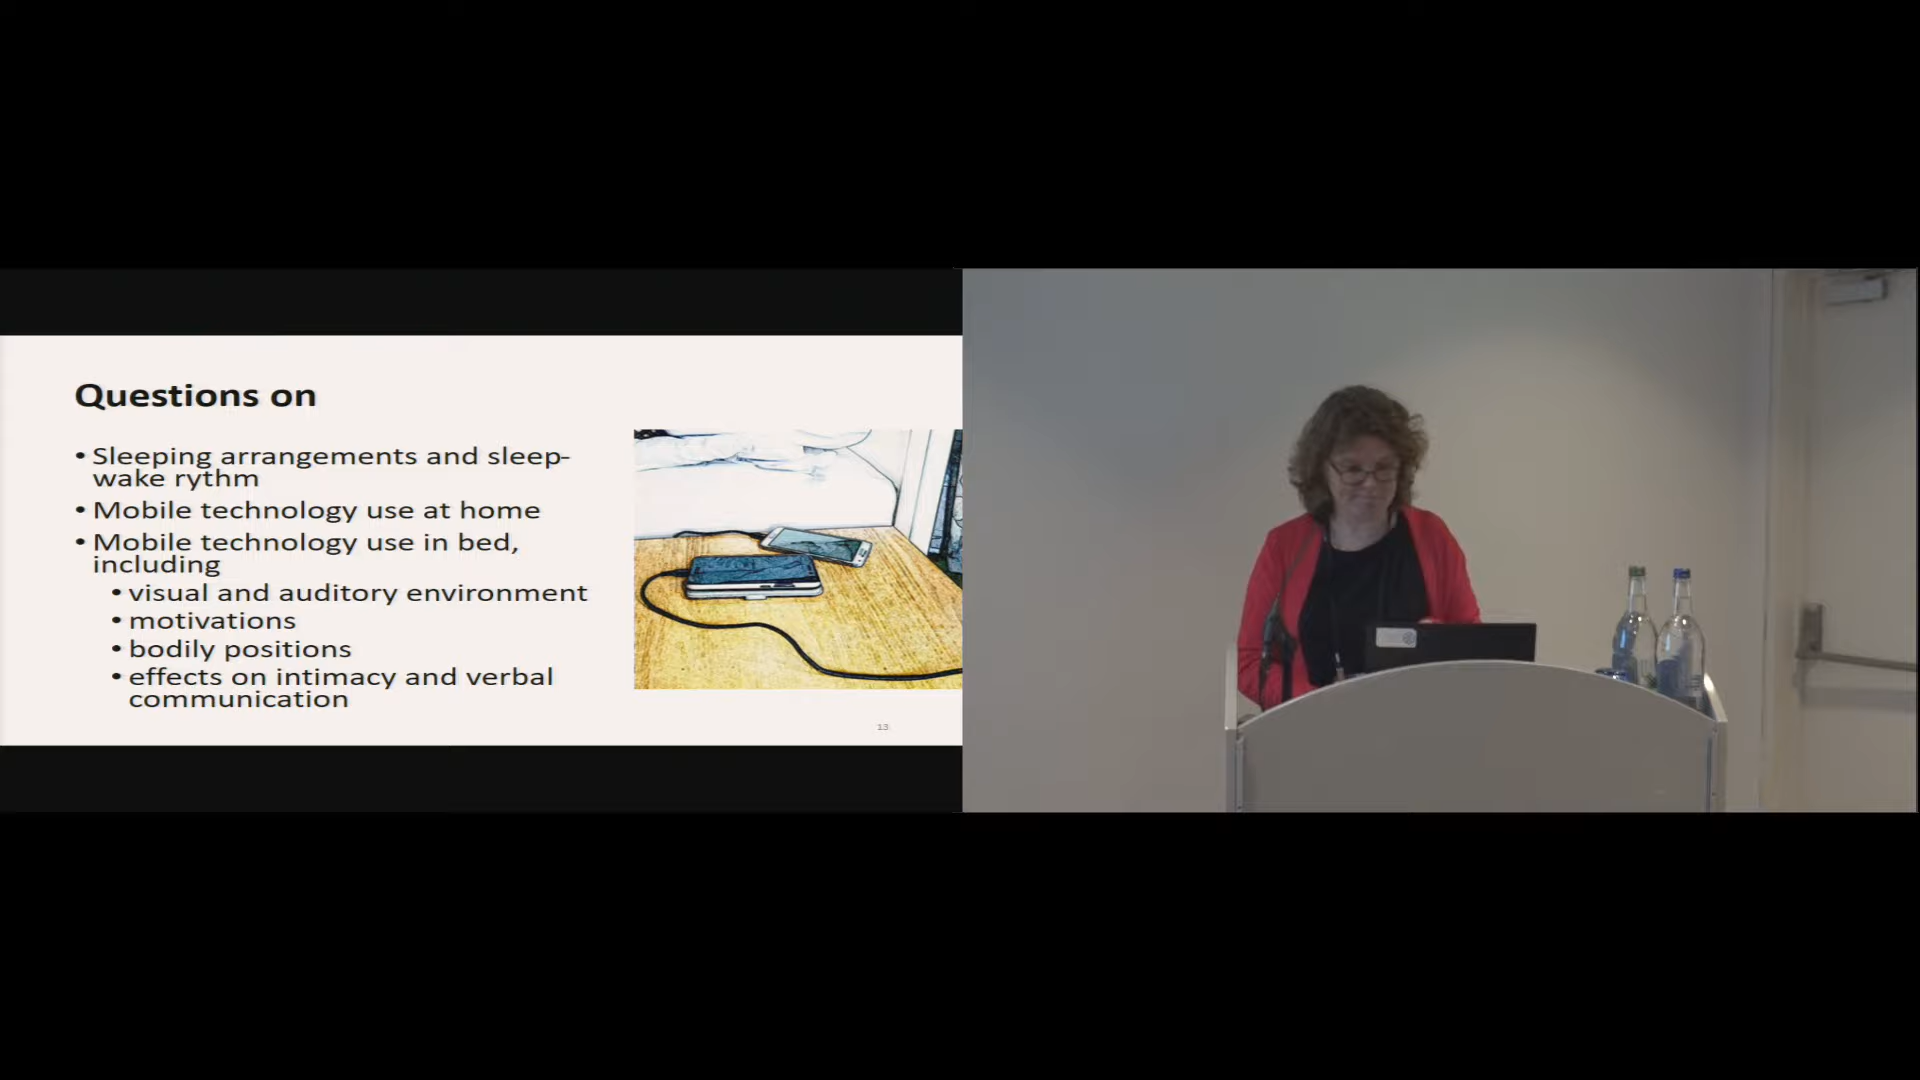 Questions on
• Sleeping arrangements and sleep-
wake rythm
• Mobile technology use at home
• Mobile technology use in bed,
including
• visual and auditory environment
• motivations
• bodily positions
• effects on intimacy and verbal
communication
13